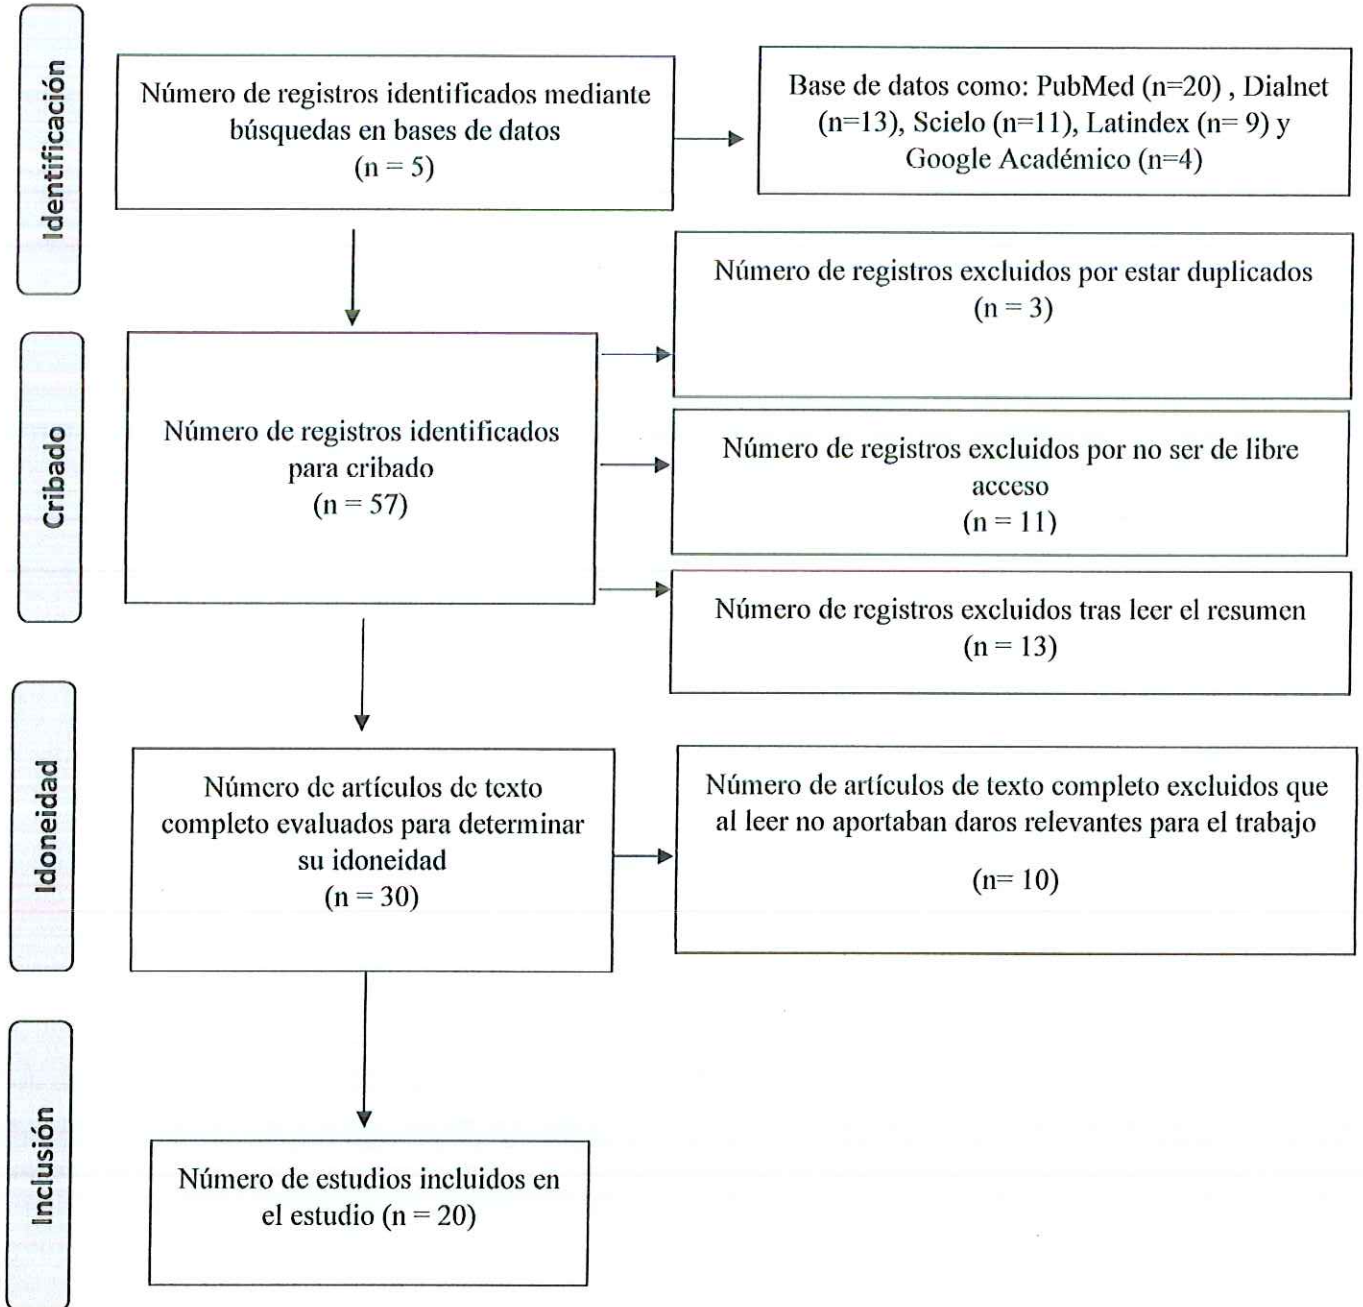 Identificación
Número de registros identificados mediante
búsquedas en bases de datos
(n = 5)
Base de datos como: PubMed (n=20) , Dialnet
(n=13), Scielo (n=11), Latindex (n= 9) y
Google Académico (n=4)
Cribado
Número de registros identificados
para cribado
(n = 57)
Número de registros excluidos por estar duplicados
(n = 3)
Número de registros excluidos por no ser de libre
acceso
(n = 11)
Número de registros excluidos tras leer el resumen
(n = 13)
Idoneidad
Número de artículos de texto
completo evaluados para determinar
su idoneidad
(n = 30)
Número de artículos de texto completo excluidos que
al leer no aportaban daros relevantes para el trabajo
(n= 10)
Inclusión
Número de estudios incluidos en
el estudio (n = 20)